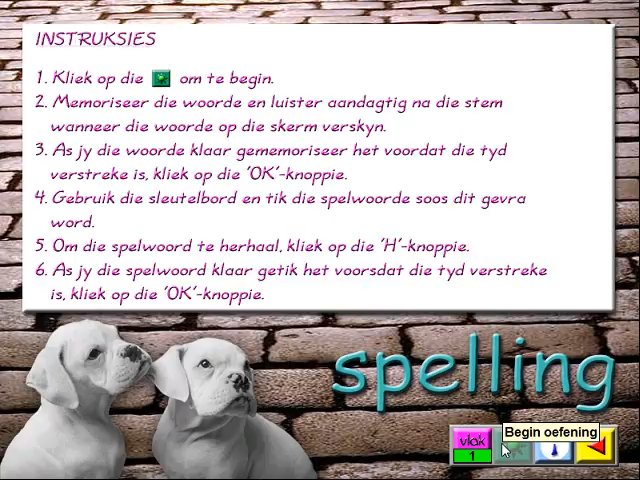 INSTRUKSIES
1. Kliek op die om te begin.
2. Memoriseer die woorde en luister aandagtig na die stem
wanneer die woorde op die skerm verskyn.
3. As jy die woorde klaar gememoriseer het voordat die tyd
verstreke is, kliek op die 'OK'-knoppie.
4. Gebruik die sleutelbord en tik die spelwoorde soos dit gevra
word.
5. Om die spelwoord te herhaal, kliek op die 'H'-knoppie.
6. As jy die spelwoord klaar getik het voorsdat die tyd verstreke
is, kliek op die 'OK'-knoppie.
spelling
Begin oefening
vlak
1